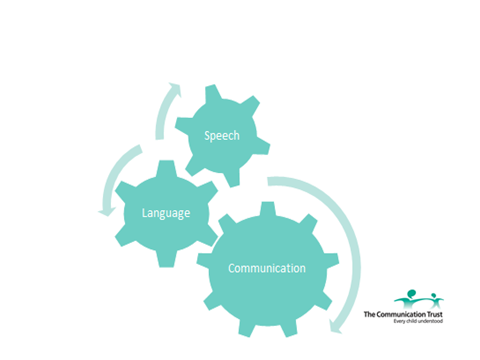 Speech
Language
Communication
The Communication Trust
Every child understood